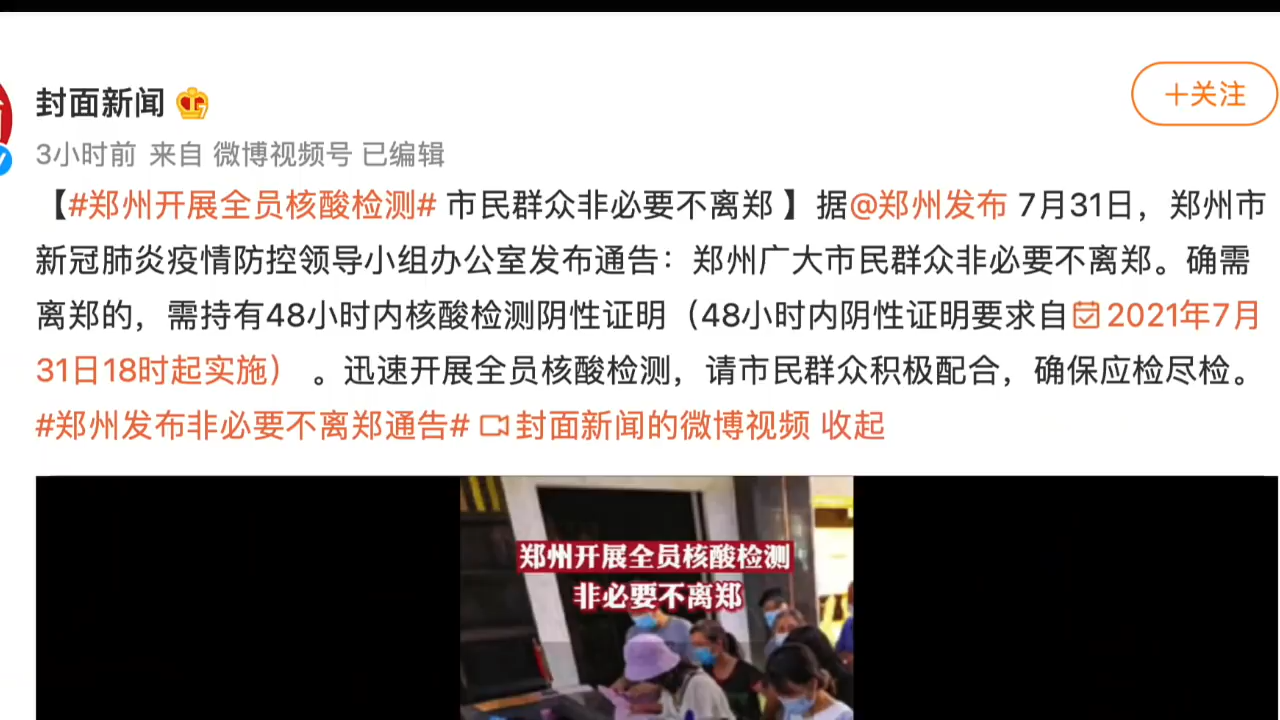 封面新闻
+关注
3小时前 来自 微博视频号 已编辑
【#郑州开展全员核酸检测# 市民群众非必要不离郑 】据@郑州发布 7月31日，郑州市
新冠肺炎疫情防控领导小组办公室发布通告：郑州广大市民群众非必要不离郑。确需
离郑的，需持有48小时内核酸检测阴性证明（48小时内阴性证明要求自2021年7月
31日18时起实施） 。迅速开展全员核酸检测，请市民群众积极配合，确保应检尽检。
#郑州发布非必要不离郑通告# 封面新闻的微博视频 收起
郑州开展全员核酸检测
非必要不离郑